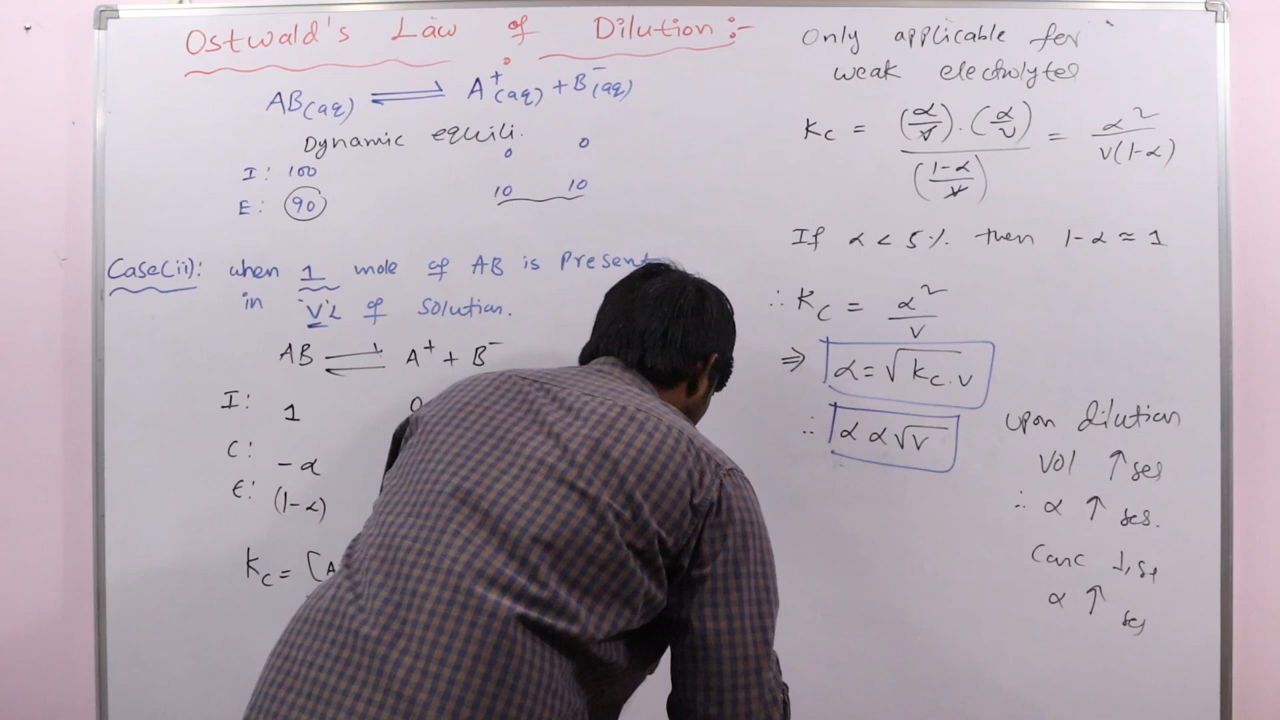 Ostwald's Law of Dilution :-
AB(aq) ⇌ A⁺(aq) + B⁻(aq)
Dynamic equili.
I: 100 0 0
E: 90 10 10
Case(ii): when 1 mole of AB is Present
in 'V'L of solution.
AB ⇌ A⁺ + B⁻
I: 1 0
C: -α
E: (1-α)
Kc = [A
Only applicable for
weak electrolytes
Kc = (α/v).(α/v) / (1-α/v) = α²/v(1-α)
If α < 5% then 1-α ≈ 1
∴ Kc = α²/v
⇒ α = √Kc.v
∴ α α √v
upon dilution
Vol ↑ses
∴ α ↑ ses.
Conc ↓ses
α ↑ses